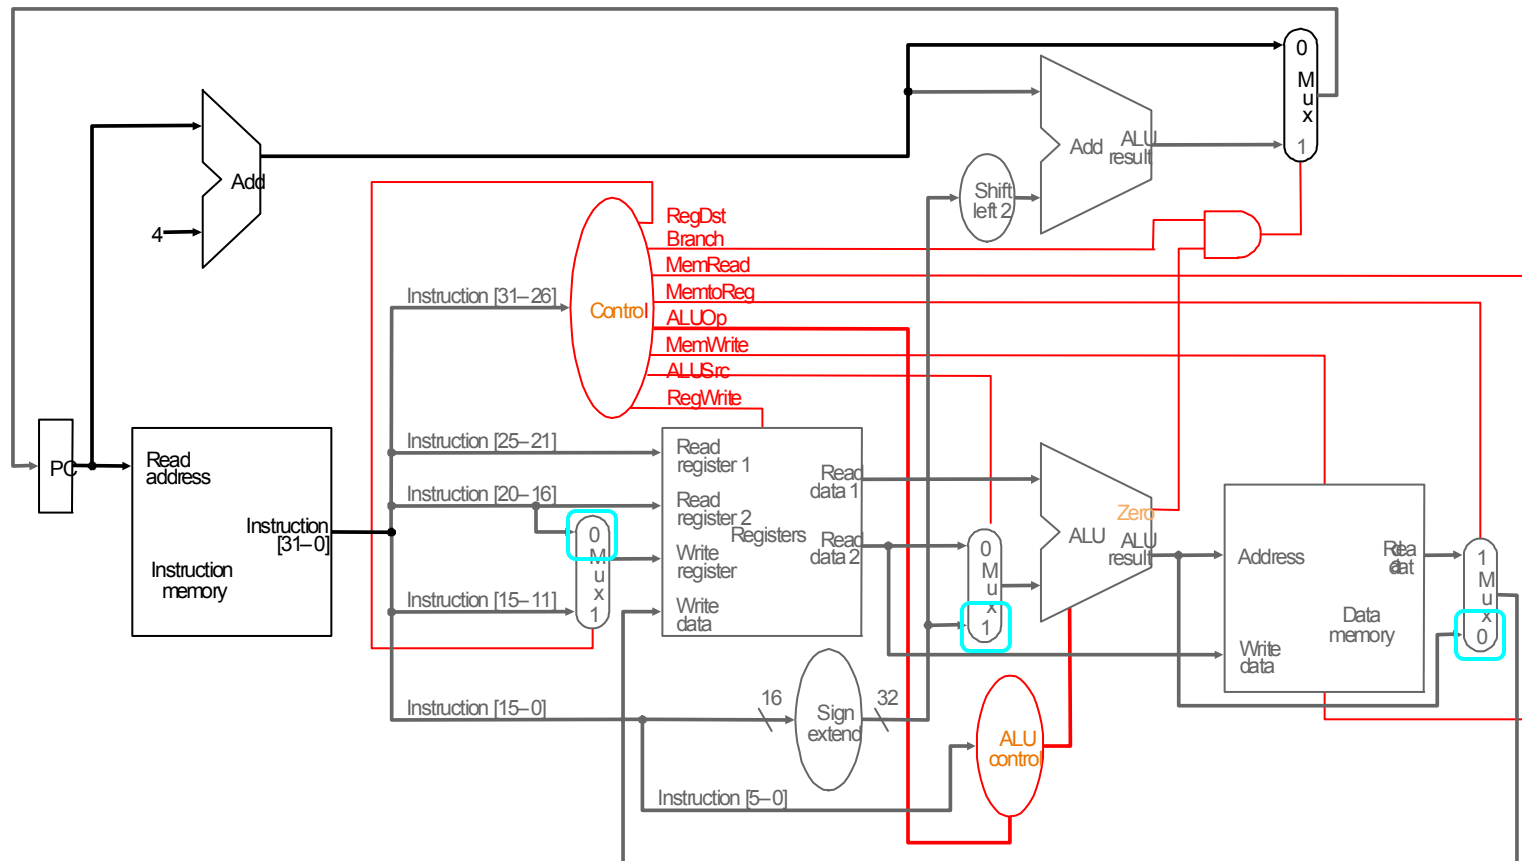 0
M
u
x
1
Add
ALU
result
Add
4
Shift
left 2
RegDst
Branch
MemRead
MemtoReg
ALUOp
MemWrite
ALUSrc
RegWrite
Control
Instruction [31–26]
Instruction [25–21]
Instruction [20–16]
Instruction [15–11]
Instruction [15–0]
Instruction [5–0]
PC
Read
address
Instruction
[31–0]
Instruction
memory
0
M
u
x
1
Read
register 1
Read
register 2
Write
register
Write
data
Registers
Read
data 1
Read
data 2
0
M
u
x
1
Zero
ALU
ALU
result
Address
Write
data
Data
memory
1
M
u
x
0
16
Sign
extend
32
ALU
control